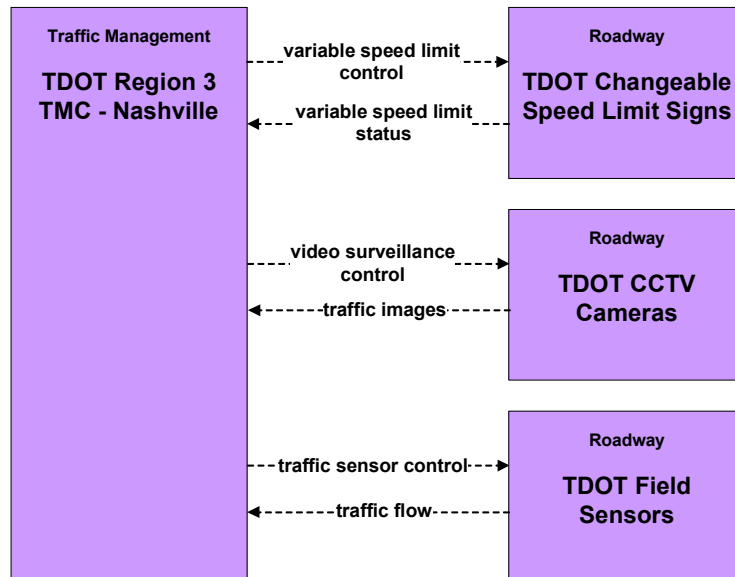 Traffic Management
TDOT Region 3
TMC - Nashville
variable speed limit
control
variable speed limit
status
Roadway
TDOT Changeable
Speed Limit Signs
video surveillance
control
traffic images
Roadway
TDOT CCTV
Cameras
traffic sensor control
traffic flow
Roadway
TDOT Field
Sensors